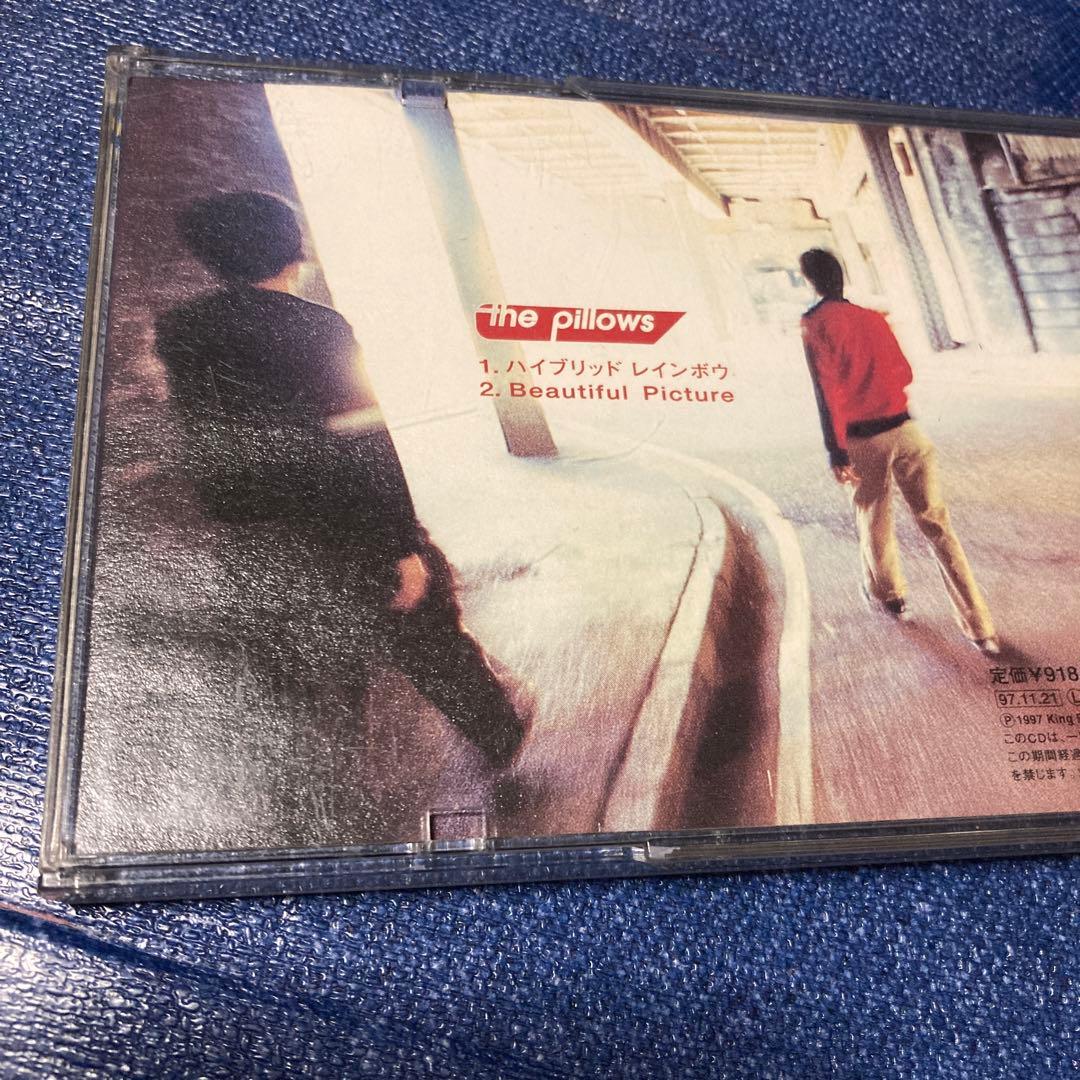 the pillows
1. ハイブリッド レインボウ
2. Beautiful Picture
定価¥918
97.11.21 L
Ⓟ1997 King
このCDは、一
この期間経過
を禁じます。